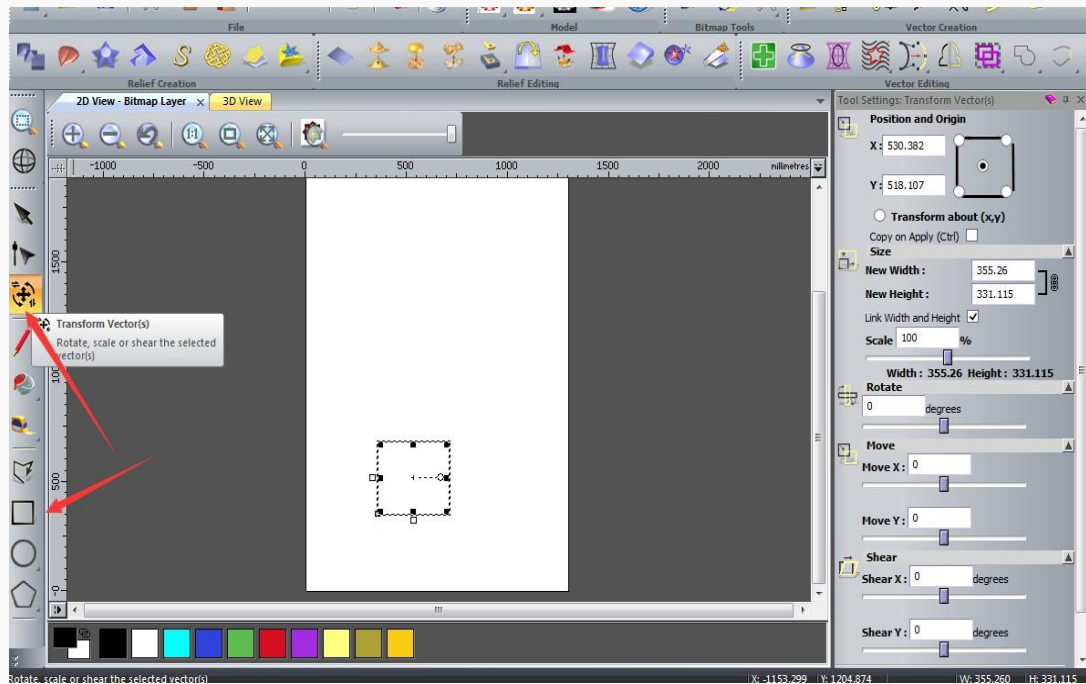 File
Model
Bitmap Tools
Vector Creation
Relief Creation
Relief Editing
Vector Editing
2D View - Bitmap Layer x
3D View
1:1
-1000 -500 0 500 1000 1500 2000 millimetres
1500
1000
500
0
Transform Vector(s)
Rotate, scale or shear the selected
vector(s)
Tool Settings: Transform Vector(s)
Position and Origin
X: 530.382
Y: 518.107
Transform about (x,y)
Copy on Apply (Ctrl)
Size
New Width: 355.26
New Height: 331.115
Link Width and Height
Scale 100 %
Width: 355.26 Height: 331.115
Rotate
0 degrees
Move
Move X: 0
Move Y: 0
Shear
Shear X: 0 degrees
Shear Y: 0 degrees
Rotate, scale or shear the selected vector(s)
X: -1153.299 Y: 1204.874 W: 355.260 H: 331.115